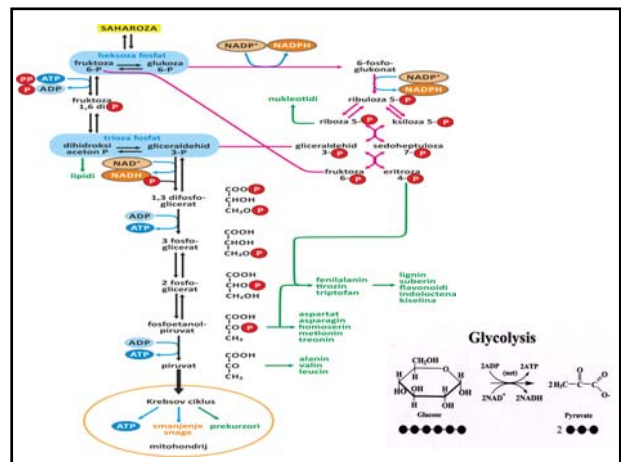 SAHAROZA
heksoza fosfat
fruktoza 6-P
glukoza 6-P
NADP⁺
NADPH
6-fosfo-
glukonat
NADP⁺
NADPH
ribuloza 5-P
nukleotidi
riboza 5-P
ksiloza 5-P
PP ATP
P ADP
fruktoza
1,6 di P
trioza fosfat
dihidroksi
aceton P
gliceraldehid
3-P
lipidi
NAD⁺
NADH
P
gliceraldehid
3-P
sedoheptuloza
7-P
fruktoza
6-P
eritroza
4-P
1,3 difosfo-
glicerat
COO P
CHOH
CH₂O P
ADP
ATP
3 fosfo-
glicerat
COOH
CHOH
CH₂O P
2 fosfo-
glicerat
COOH
CHO P
CH₂OH
fenilalanin
tirozin
triptofan
lignin
suberin
flavonoidi
indoloctena
kiselina
fosfoetanol-
piruvat
COOH
CO P
CH₂
aspartat
asparagin
homoserin
metionin
treonin
ADP
ATP
piruvat
COOH
CO
CH₃
alanin
valin
leucin
Krebsov ciklus
ATP
smanjenje
snage
prekurzori
mitohondrij
Glycolysis
CH₂OH
O
OH
HO
OH
OH
Glucose
2ADP
(net)
2ATP
2NAD⁺
2NADH
2 H₃C
O
O
O⁻
Pyruvate
2